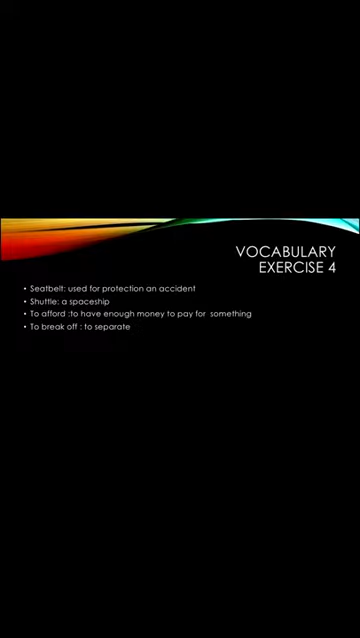 VOCABULARY
EXERCISE 4
• Seatbelt: used for protection an accident
• Shuttle: a spaceship
• To afford :to have enough money to pay for something
• To break off : to separate